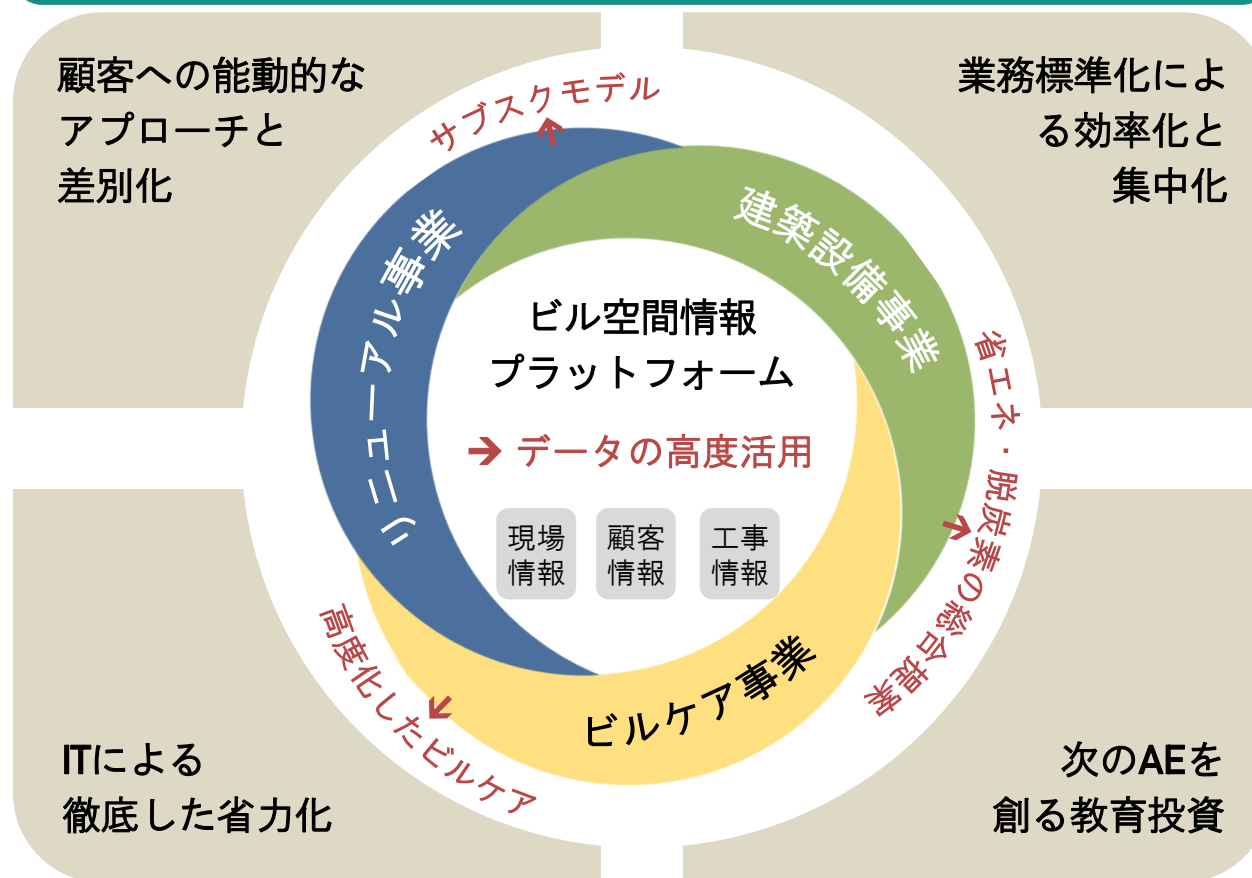 顧客への能動的な
アプローチと
差別化
業務標準化によ
る効率化と
集中化
サブスクモデル
リニューアル事業
建築設備事業
ビル空間情報
プラットフォーム
➔ データの高度活用
現場
情報
顧客
情報
工事
情報
省エネ・脱炭素の総合提案
ビルケア事業
高度化したビルケア
ITによる
徹底した省力化
次のAEを
創る教育投資